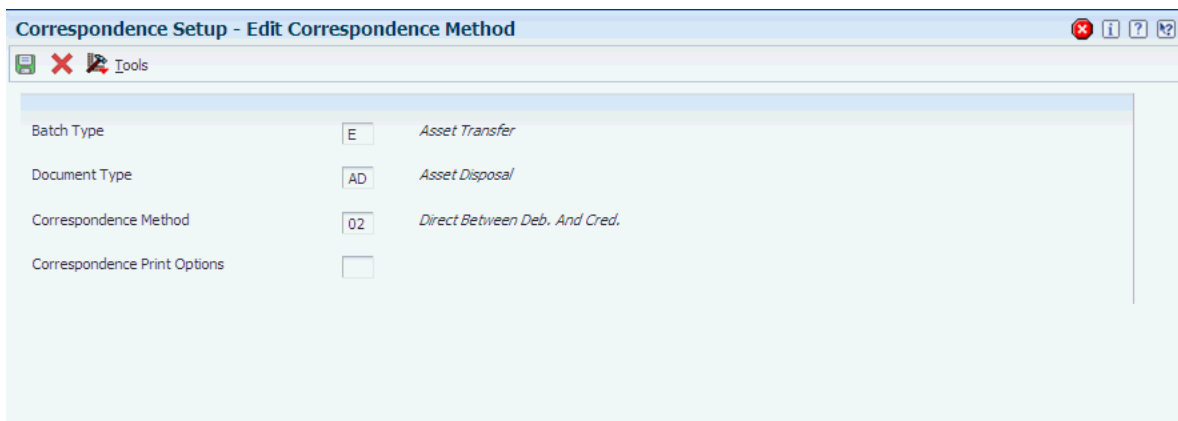 Correspondence Setup - Edit Correspondence Method
i ? ?
Tools
Batch Type E Asset Transfer
Document Type AD Asset Disposal
Correspondence Method 02 Direct Between Deb. And Cred.
Correspondence Print Options